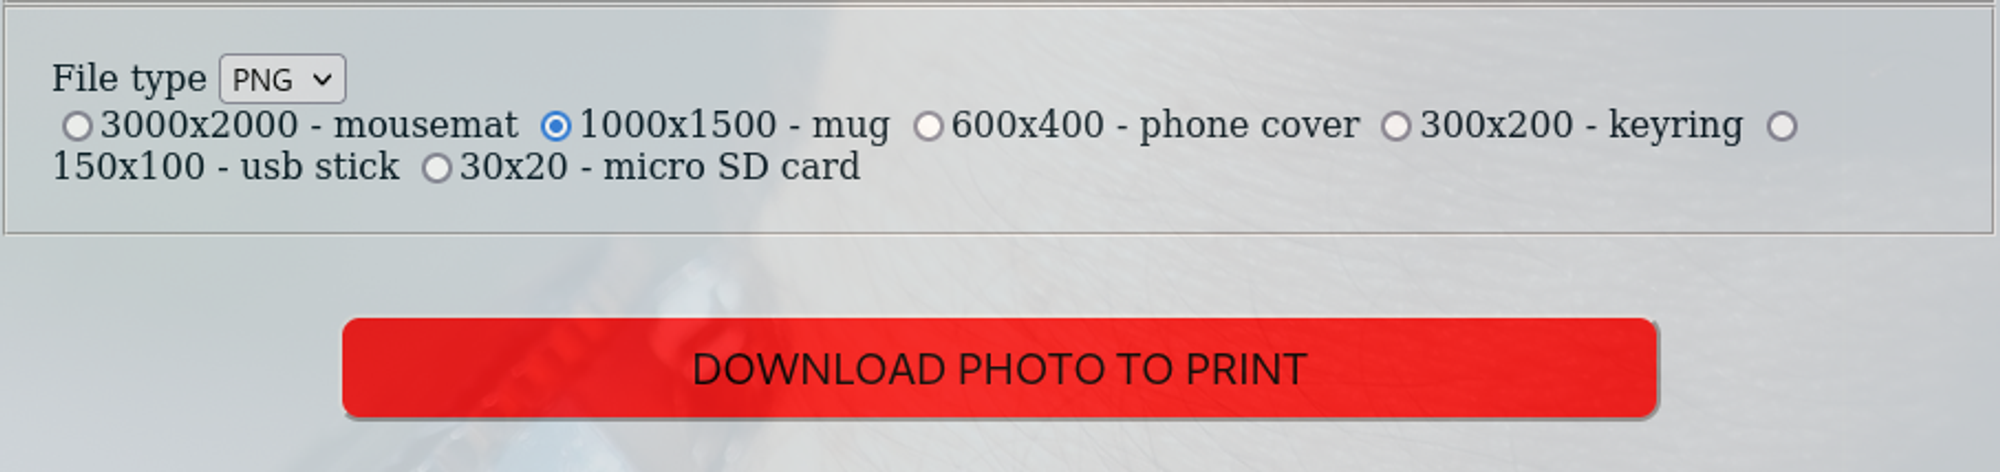 File type PNG
3000x2000 - mousemat 1000x1500 - mug 600x400 - phone cover 300x200 - keyring
150x100 - usb stick 30x20 - micro SD card
DOWNLOAD PHOTO TO PRINT